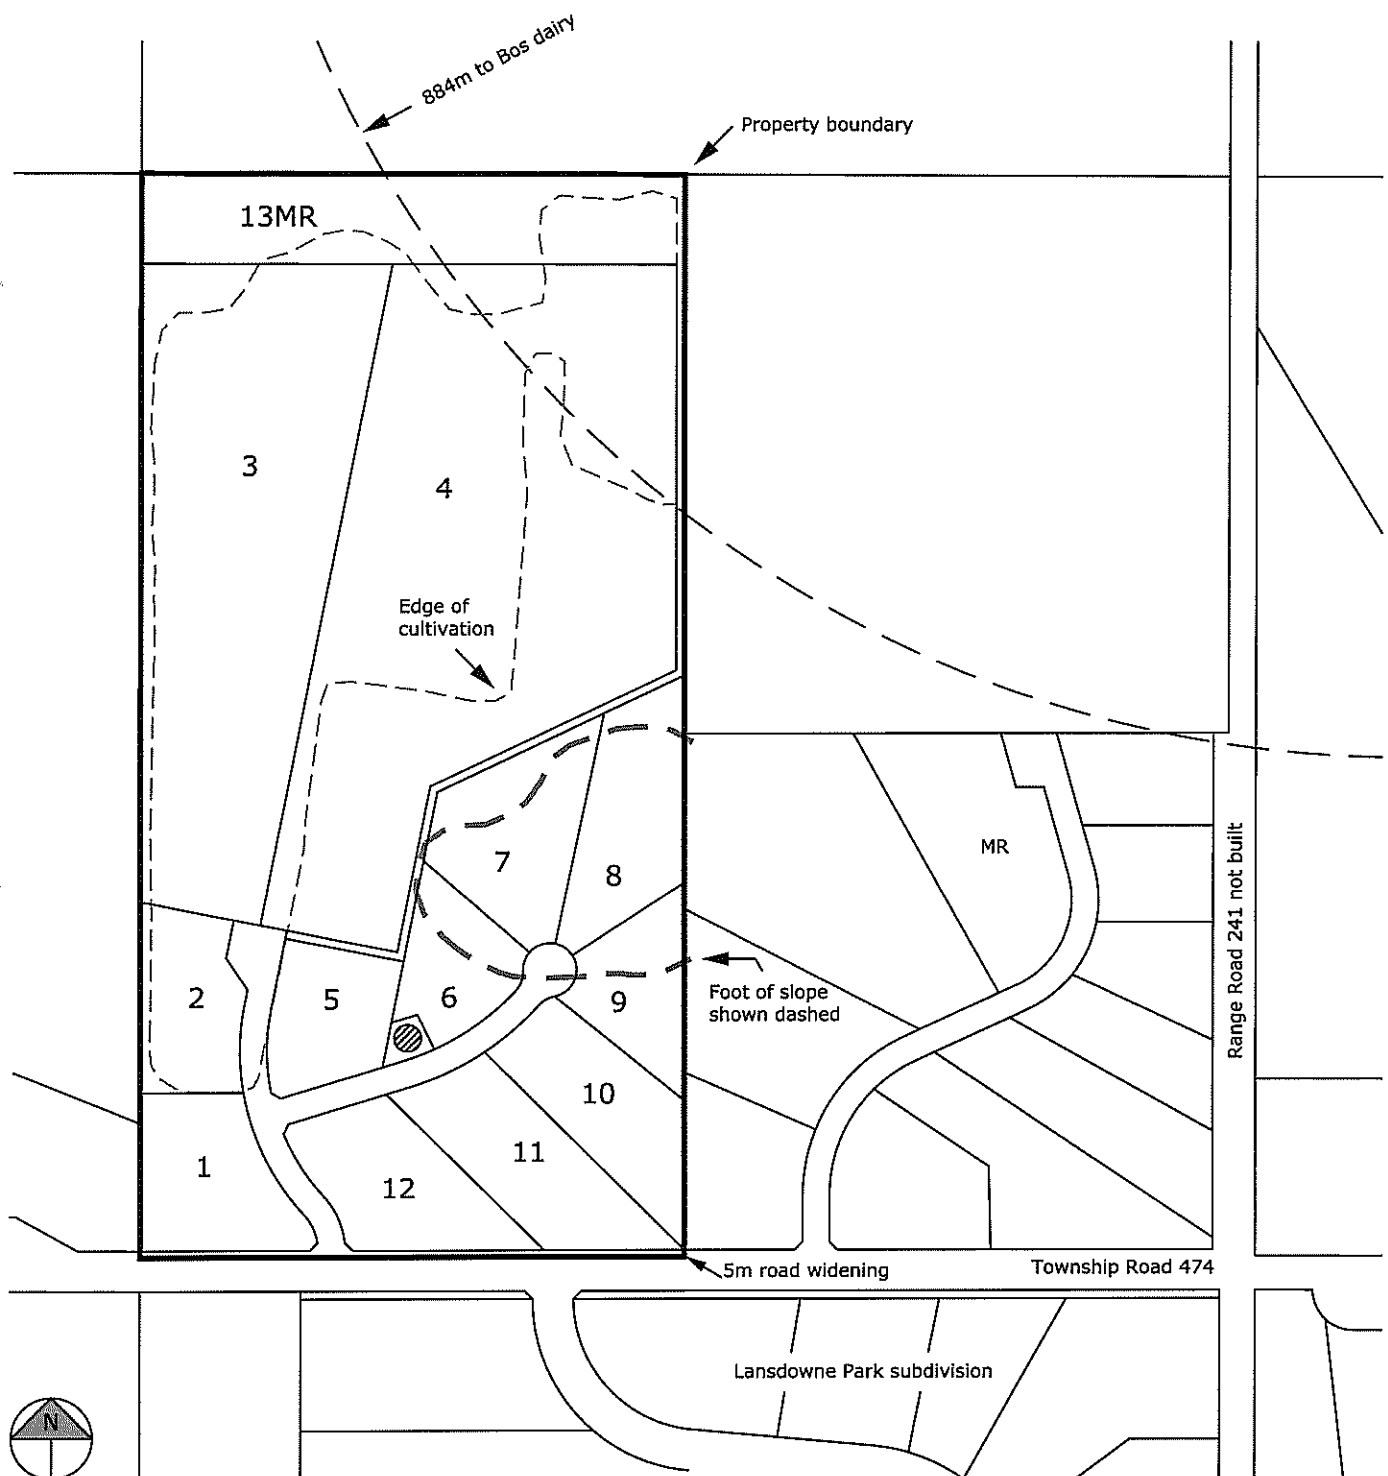 884m to Bos dairy
Property boundary
13MR
3
4
Edge of
cultivation
7
8
MR
Range Road 241 not built
2
5
6
9
Foot of slope
shown dashed
10
1
11
12
5m road widening
Township Road 474
Lansdowne Park subdivision
N